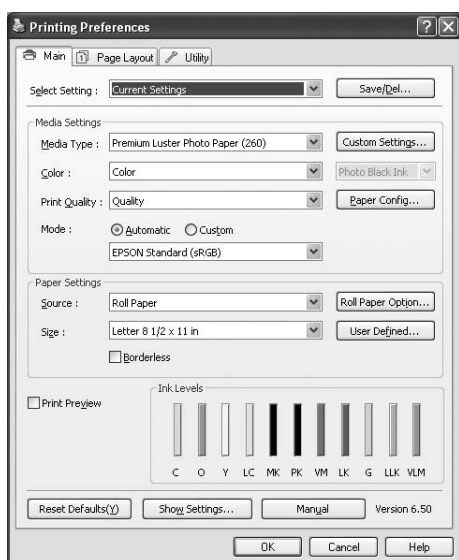 Printing Preferences
Main Page Layout Utility
Select Setting : Current Settings Save/Del...
Media Settings
Media Type : Premium Luster Photo Paper (260) Custom Settings...
Color : Color Photo Black Ink
Print Quality : Quality Paper Config...
Mode : Automatic Custom
EPSON Standard (sRGB)
Paper Settings
Source : Roll Paper Roll Paper Option...
Size : Letter 8 1/2 x 11 in User Defined...
Borderless
Print Preview
Ink Levels
C O Y LC MK PK VM LK G LLK VLM
Reset Defaults(Y) Show Settings... Manual Version 6.50
OK Cancel Help